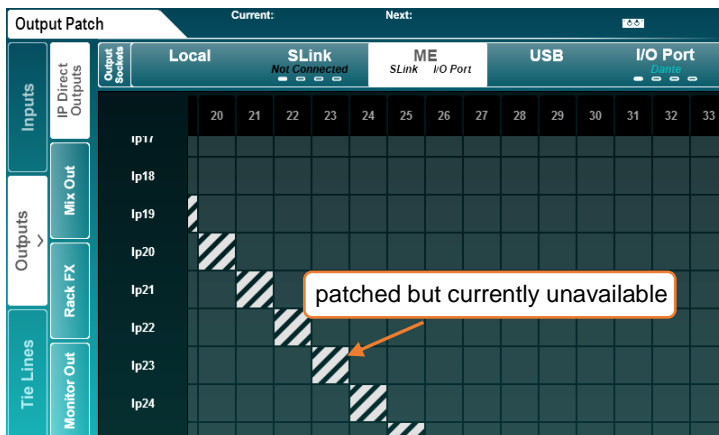 Output Patch
Current:
Next:
Inputs
Outputs
Tie Lines
IP Direct
Outputs
Mix Out
Rack FX
Monitor Out
Output
Sockets
Local
SLink
Not Connected
ME
SLink I/O Port
USB
I/O Port
Dante
20 21 22 23 24 25 26 27 28 29 30 31 32 33
Ip17
Ip18
Ip19
Ip20
Ip21
patched but currently unavailable
Ip22
Ip23
Ip24